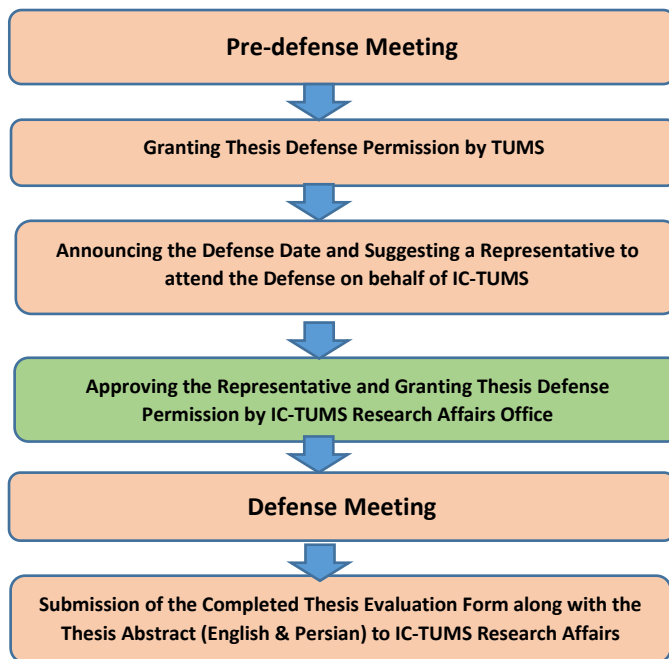 Pre-defense Meeting
Granting Thesis Defense Permission by TUMS
Announcing the Defense Date and Suggesting a Representative to
attend the Defense on behalf of IC-TUMS
Approving the Representative and Granting Thesis Defense
Permission by IC-TUMS Research Affairs Office
Defense Meeting
Submission of the Completed Thesis Evaluation Form along with the
Thesis Abstract (English & Persian) to IC-TUMS Research Affairs